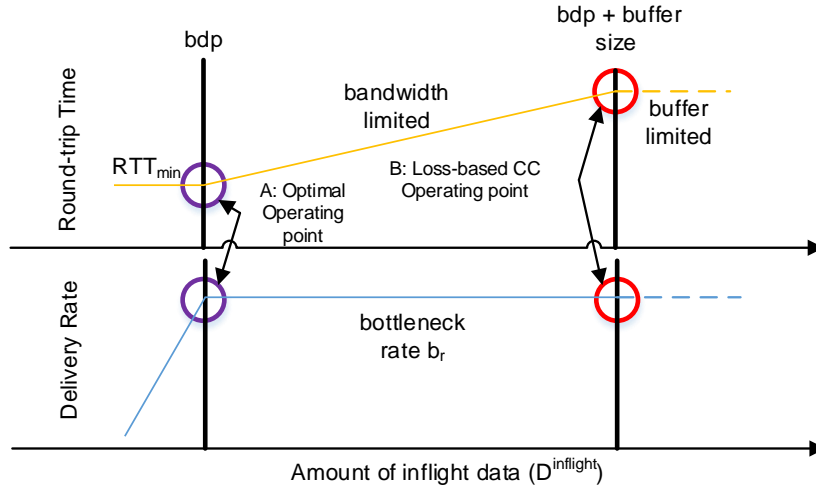 bdp
bdp + buffer
size
Round-trip Time
bandwidth
limited
buffer
limited
RTTmin
A: Optimal
Operating
point
B: Loss-based CC
Operating point
Delivery Rate
bottleneck
rate br
Amount of inflight data (Dinflight)